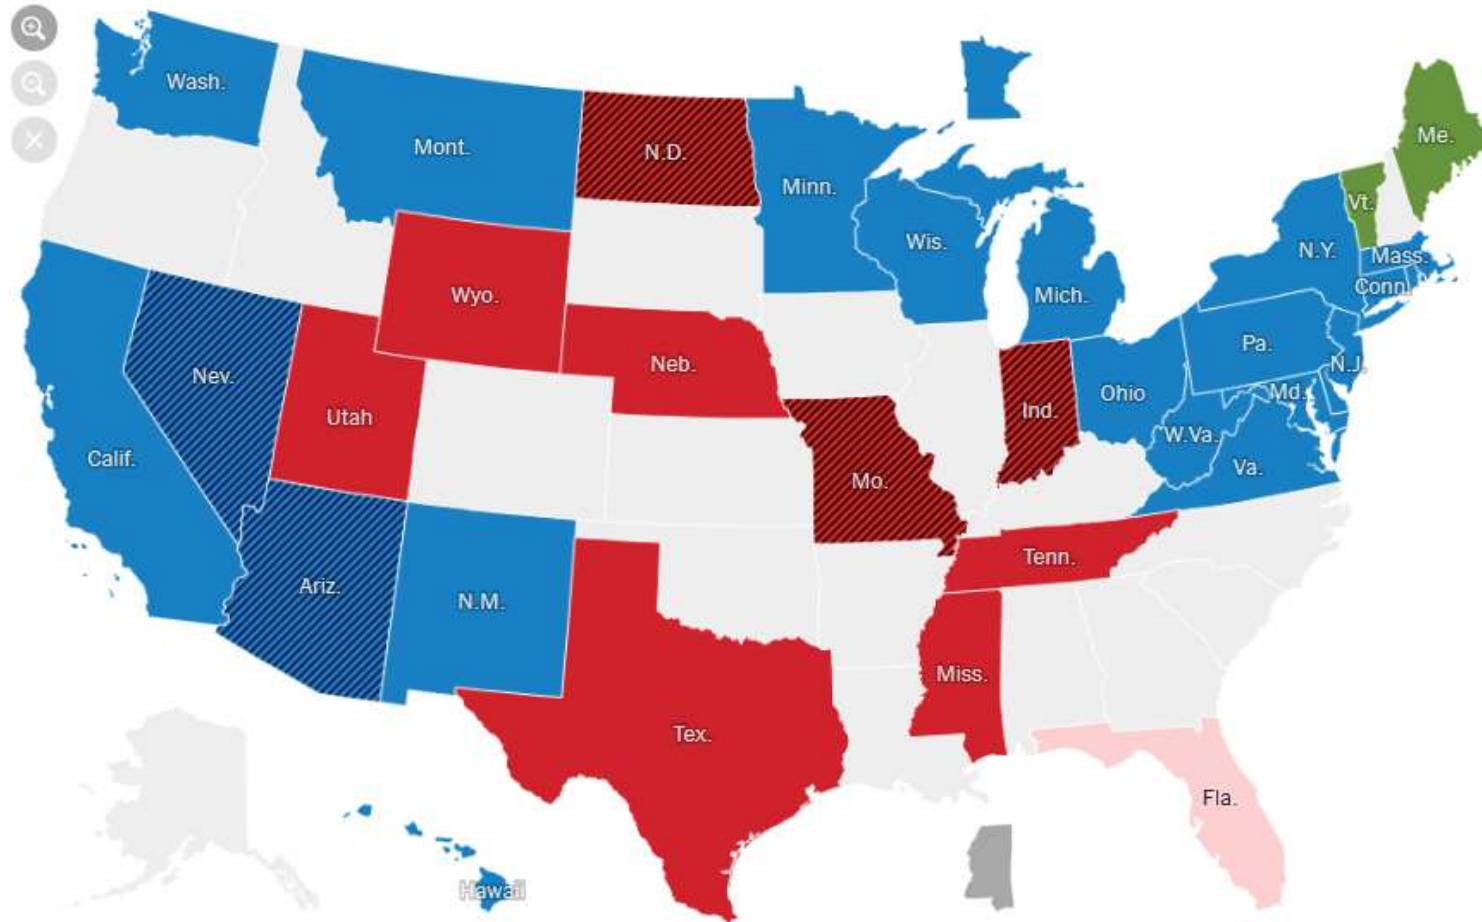 Wash.
Mont.
N.D.
Minn.
Me.
Vt.
Wis.
N.Y.
Mass.
Conn.
Mich.
Wyo.
Neb.
Pa.
N.J.
Nev.
Utah
Ind.
Ohio
Md.
Calif.
Mo.
W.Va.
Va.
Ariz.
N.M.
Tenn.
Miss.
Tex.
Fla.
Hawaii